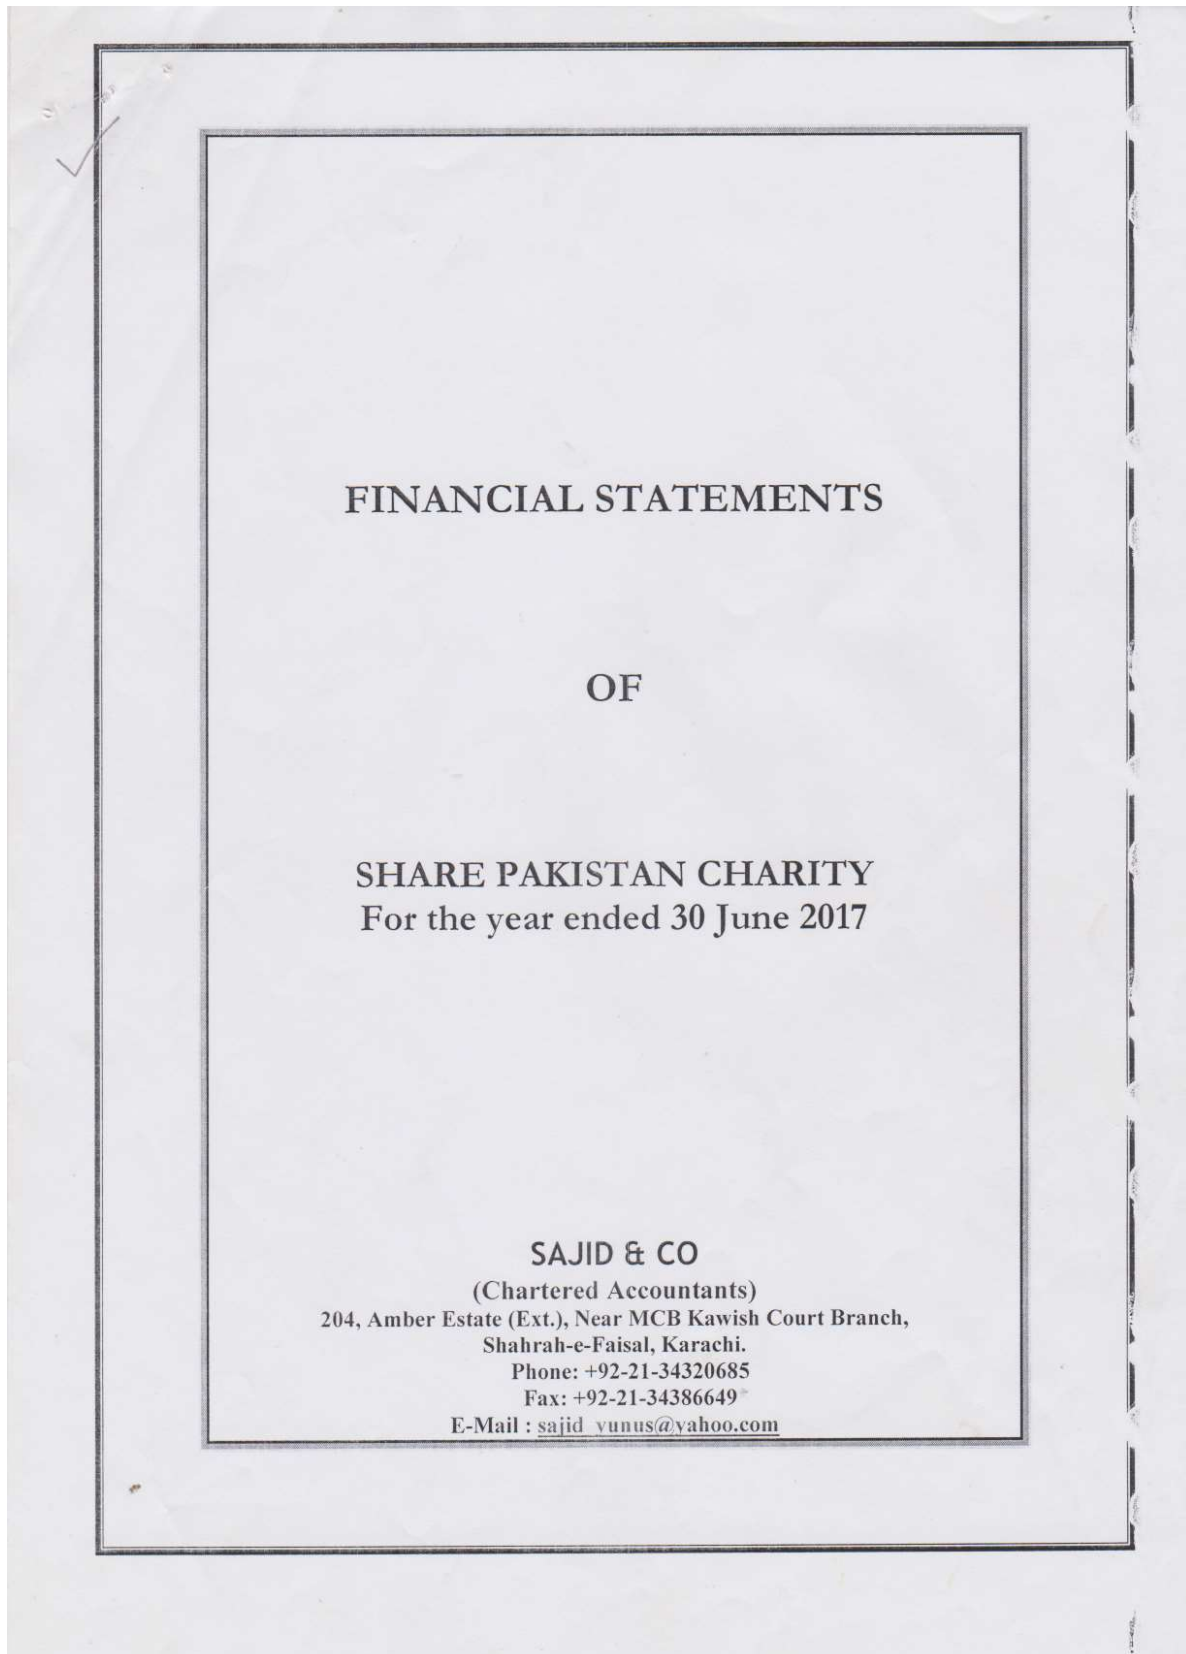 FINANCIAL STATEMENTS
OF
SHARE PAKISTAN CHARITY
For the year ended 30 June 2017
SAJID & CO
(Chartered Accountants)
204, Amber Estate (Ext.), Near MCB Kawish Court Branch,
Shahrah-e-Faisal, Karachi.
Phone: +92-21-34320685
Fax: +92-21-34386649
E-Mail : sajid_yunus@yahoo.com